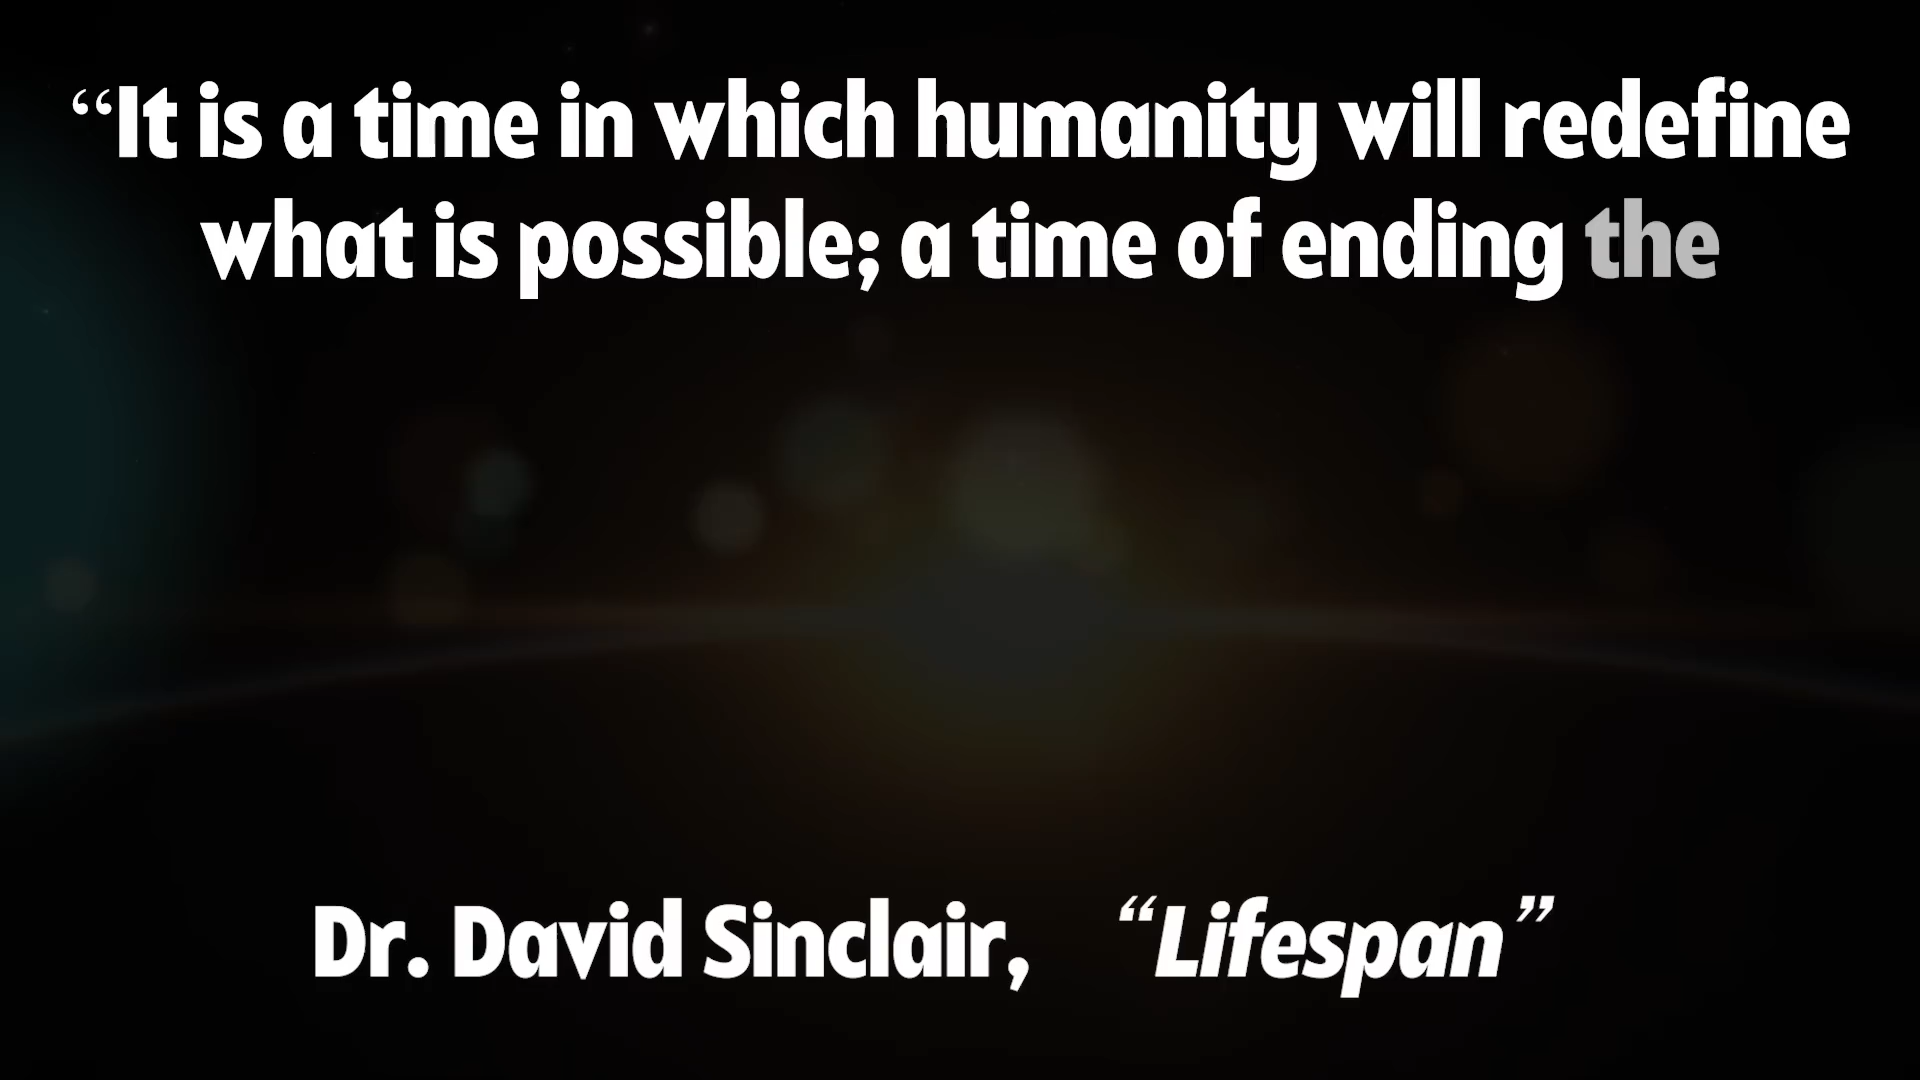 “It is a time in which humanity will redefine
what is possible; a time of ending the
Dr. David Sinclair, “Lifespan”